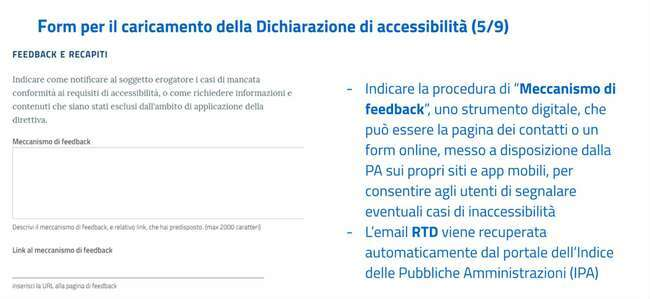 Form per il caricamento della Dichiarazione di accessibilità (5/9)
FEEDBACK E RECAPITI
Indicare come notificare al soggetto erogatore i casi di mancata
conformità ai requisiti di accessibilità, o come richiedere informazioni e
contenuti che siano stati esclusi dall'ambito di applicazione della
direttiva.
Meccanismo di feedback
Descrivi il meccanismo di feedback, e relativo link, che hai predisposto. (max 2000 caratteri)
Link al meccanismo di feedback
inserisci la URL alla pagina di feedback
- Indicare la procedura di “Meccanismo di
feedback”, uno strumento digitale, che
può essere la pagina dei contatti o un
form online, messo a disposizione dalla
PA sui propri siti e app mobili, per
consentire agli utenti di segnalare
eventuali casi di inaccessibilità
- L’email RTD viene recuperata
automaticamente dal portale dell’Indice
delle Pubbliche Amministrazioni (IPA)